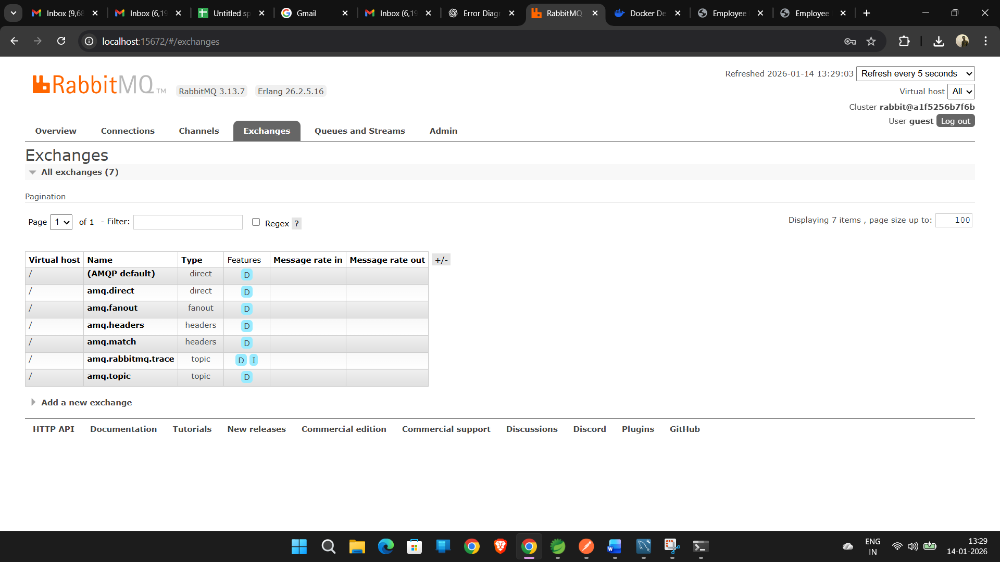 Inbox (9,68
Inbox (6,19
Untitled sp
Gmail
Inbox (6,19
Error Diagn
RabbitMQ
Docker De
Employee
Employee
localhost:15672/#/exchanges
RabbitMQ TM
RabbitMQ 3.13.7
Erlang 26.2.5.16
Refreshed 2026-01-14 13:29:03
Refresh every 5 seconds
Virtual host All
Cluster rabbit@a1f5256b7f6b
User guest Log out
Overview
Connections
Channels
Exchanges
Queues and Streams
Admin
Exchanges
All exchanges (7)
Pagination
Page 1 of 1 - Filter: Regex ?
Displaying 7 items , page size up to: 100
Virtual host Name Type Features Message rate in Message rate out +/-
/ (AMQP default) direct D
/ amq.direct direct D
/ amq.fanout fanout D
/ amq.headers headers D
/ amq.match headers D
/ amq.rabbitmq.trace topic D I
/ amq.topic topic D
Add a new exchange
HTTP API
Documentation
Tutorials
New releases
Commercial edition
Commercial support
Discussions
Discord
Plugins
GitHub
ENG
IN
13:29
14-01-2026